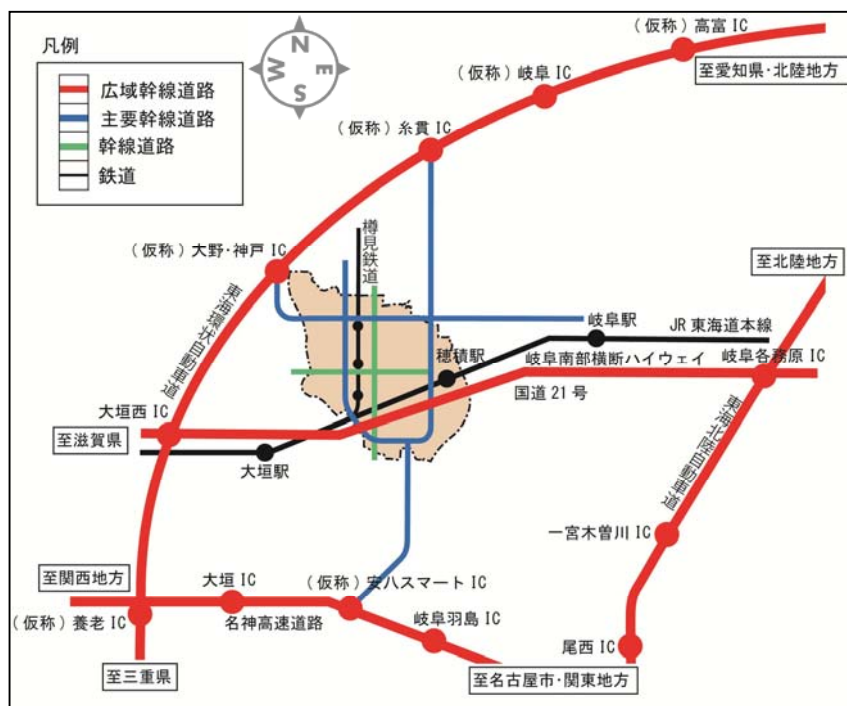 凡例
広域幹線道路
主要幹線道路
幹線道路
鉄道
N
W
E
S
(仮称)高富 IC
至愛知県・北陸地方
(仮称)岐阜 IC
(仮称)糸貫 IC
樽見鉄道
(仮称)大野・神戸 IC
東海環状自動車道
至北陸地方
岐阜駅
JR 東海道本線
穂積駅
岐阜南部横断ハイウェイ
岐阜各務原 IC
国道 21 号
大垣西 IC
至滋賀県
大垣駅
東海北陸自動車道
一宮木曽川 IC
至関西地方
大垣 IC
(仮称)安八スマート IC
(仮称)養老 IC
名神高速道路
岐阜羽島 IC
尾西 IC
至三重県
至名古屋市・関東地方